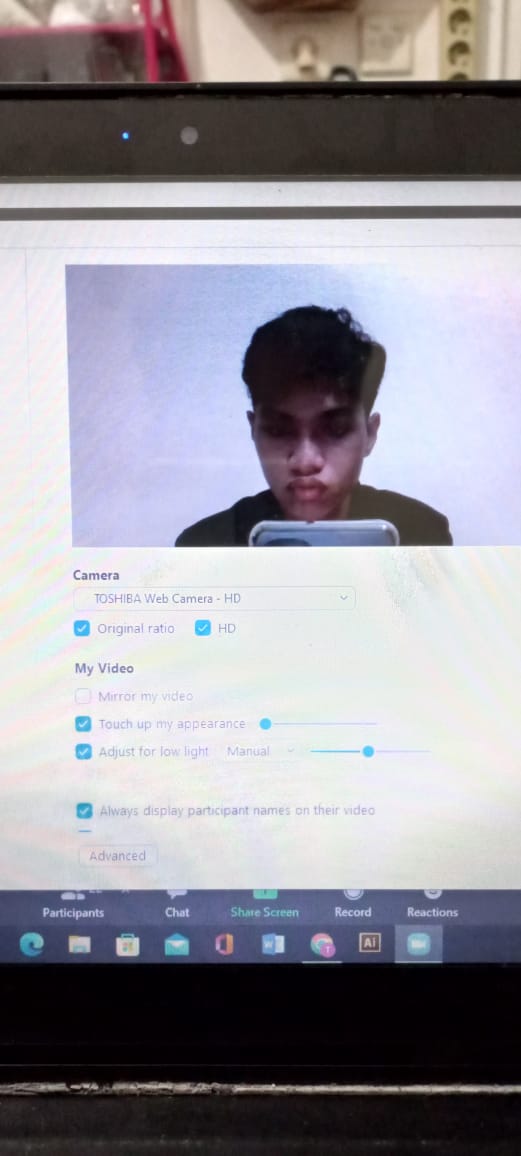 Camera
TOSHIBA Web Camera - HD
Original ratio HD
My Video
Mirror my video
Touch up my appearance
Adjust for low light Manual
Always display participant names on their video
Advanced
Participants Chat Share Screen Record Reactions
W T Ai